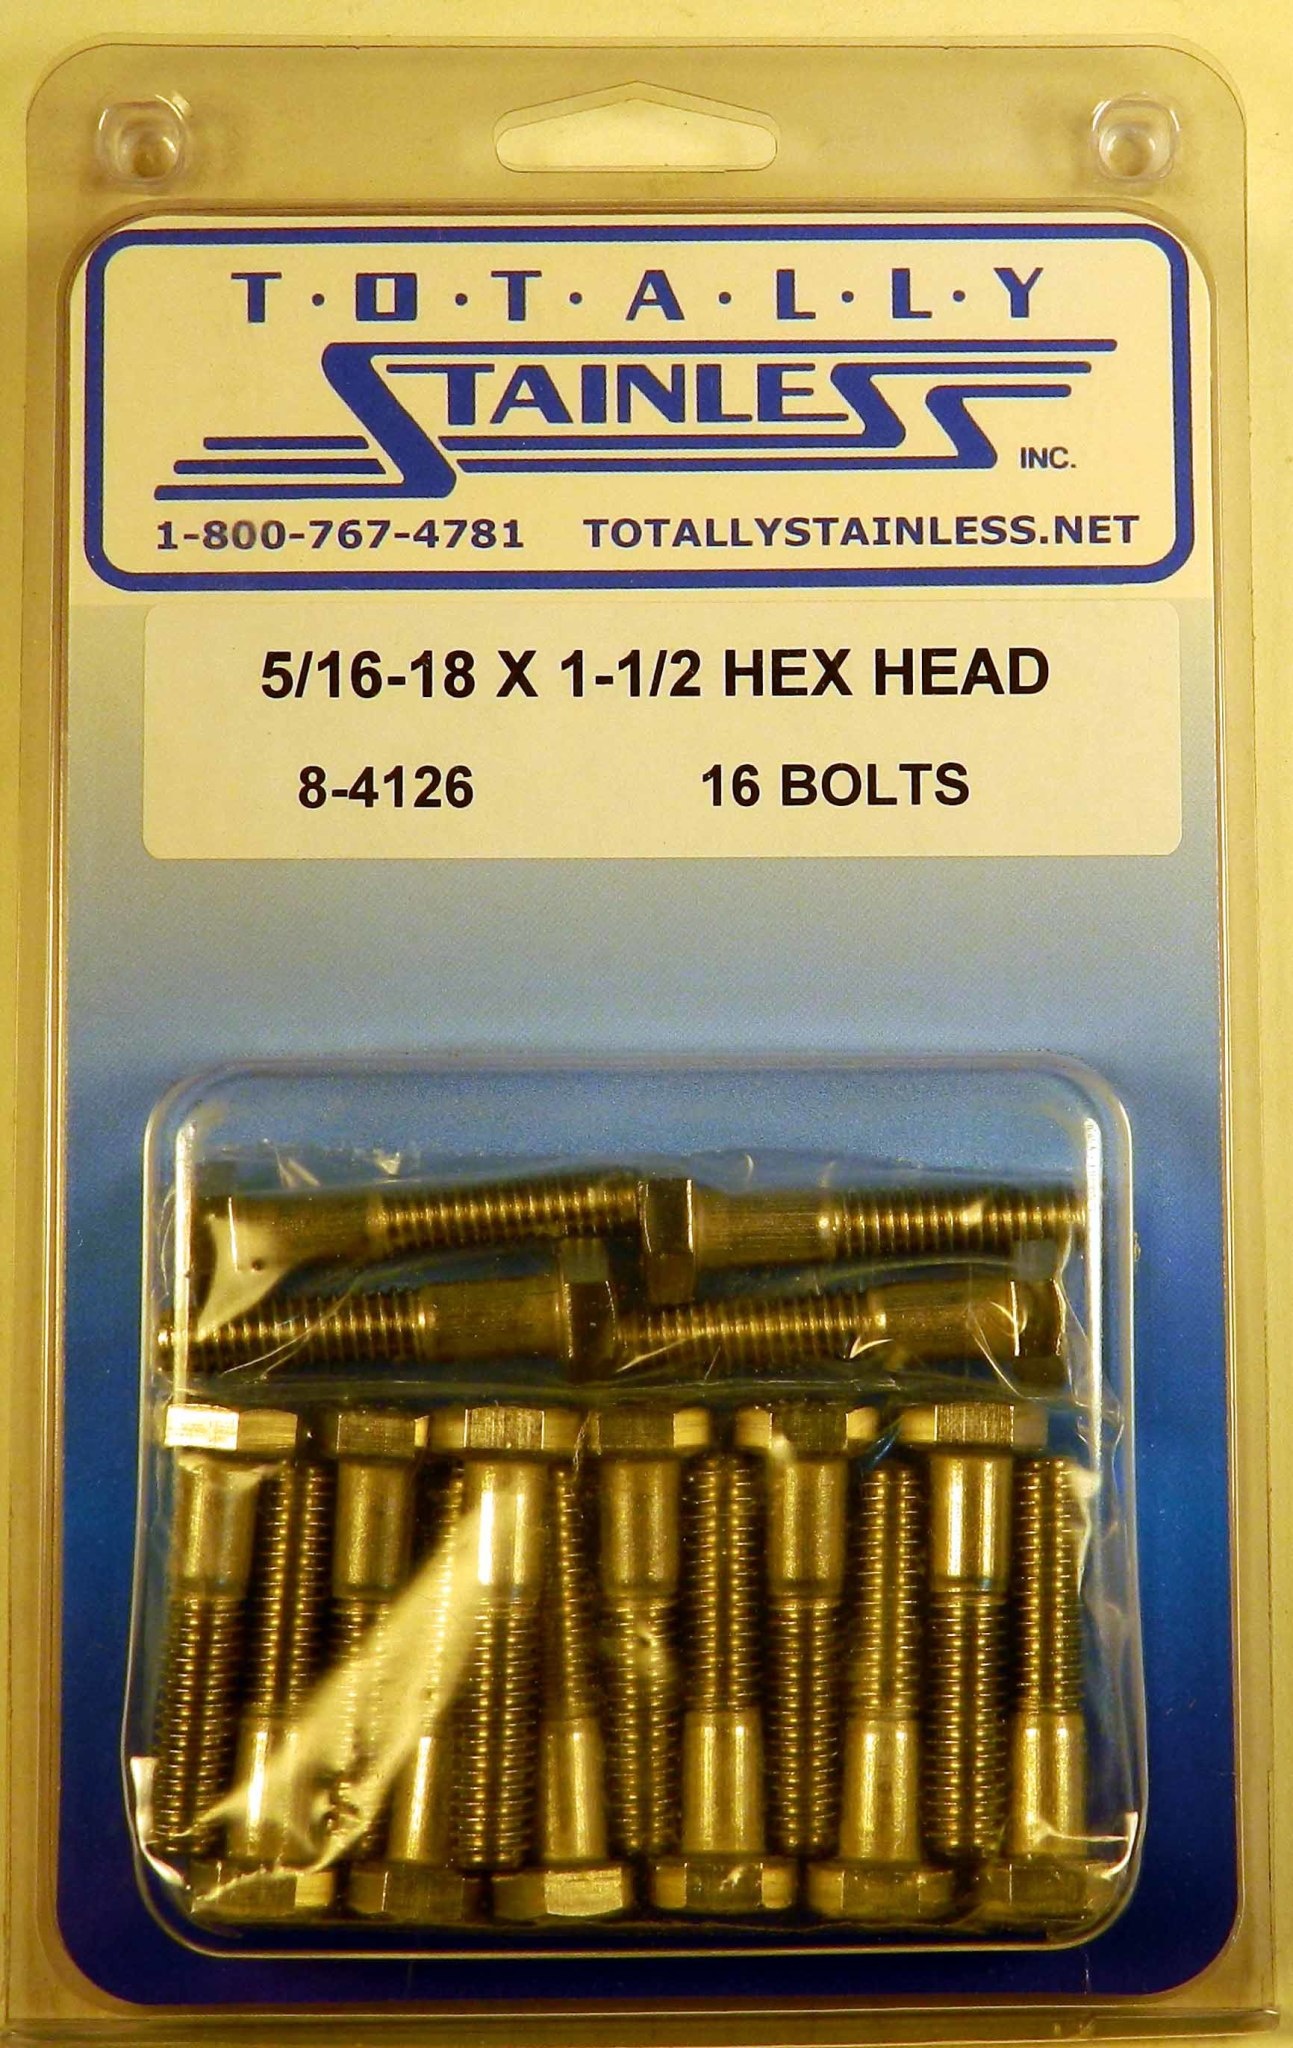 T·O·T·A·L·L·Y
STAINLESS
INC.
1-800-767-4781 TOTALLYSTAINLESS.NET
5/16-18 X 1-1/2 HEX HEAD
8-4126 16 BOLTS